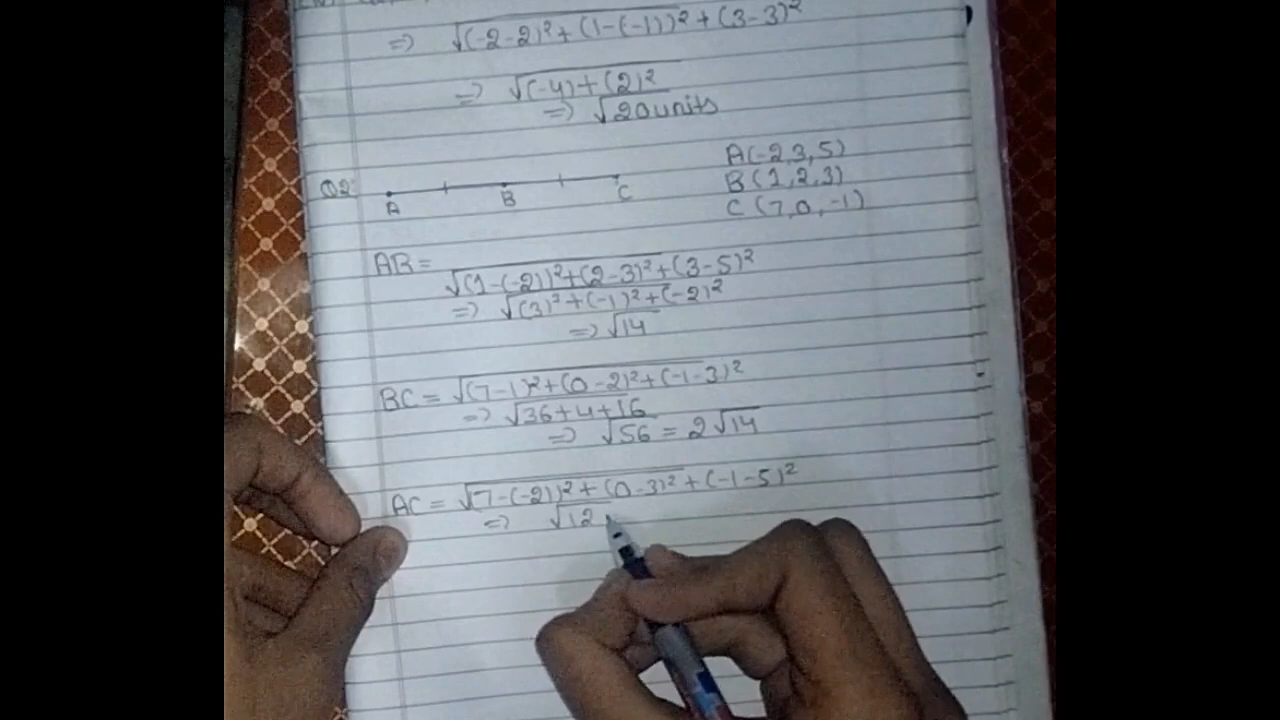 => √(-2-2)² + (1-(-1))² + (3-3)²
=> √(-4)+(2)²
=> √20 units
Q2 A B C
A(-2,3,5)
B(1,2,3)
C(7,0,-1)
AB =
√(1-(-2))²+(2-3)²+(3-5)²
=> √(3)²+(-1)²+(-2)²
=> √14
BC = √(7-1)²+(0-2)²+(-1-3)²
=> √36+4+16
=> √56 = 2√14
AC = √7-(-2))²+(0-3)²+(-1-5)²
=> √12